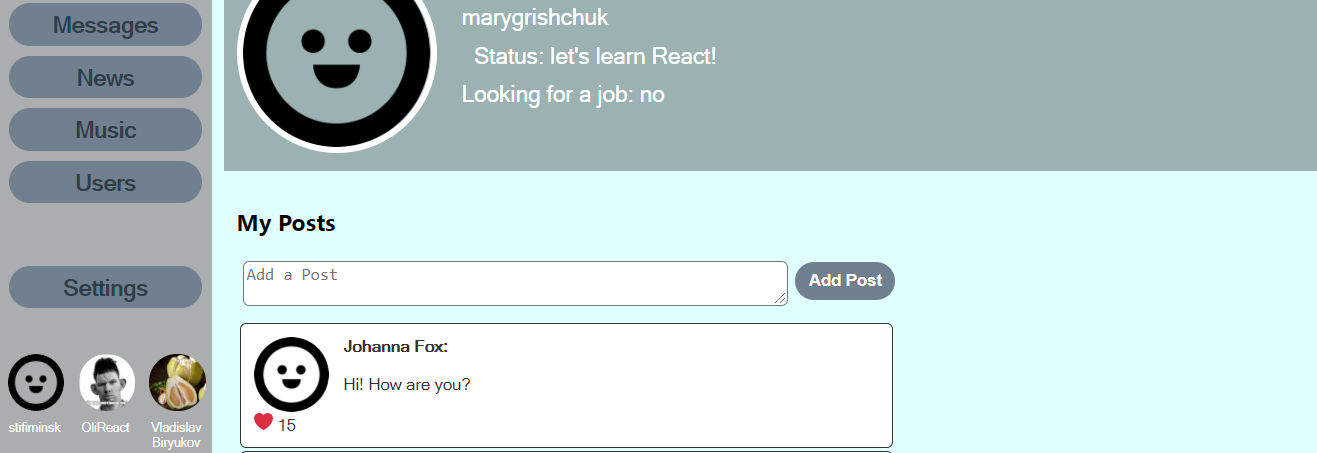 Messages
News
Music
Users
Settings
stifiminsk
OliReact
Vladislav
Biryukov
marygrishchuk
Status: let's learn React!
Looking for a job: no
My Posts
Add a Post
Add Post
Johanna Fox:
Hi! How are you?
15